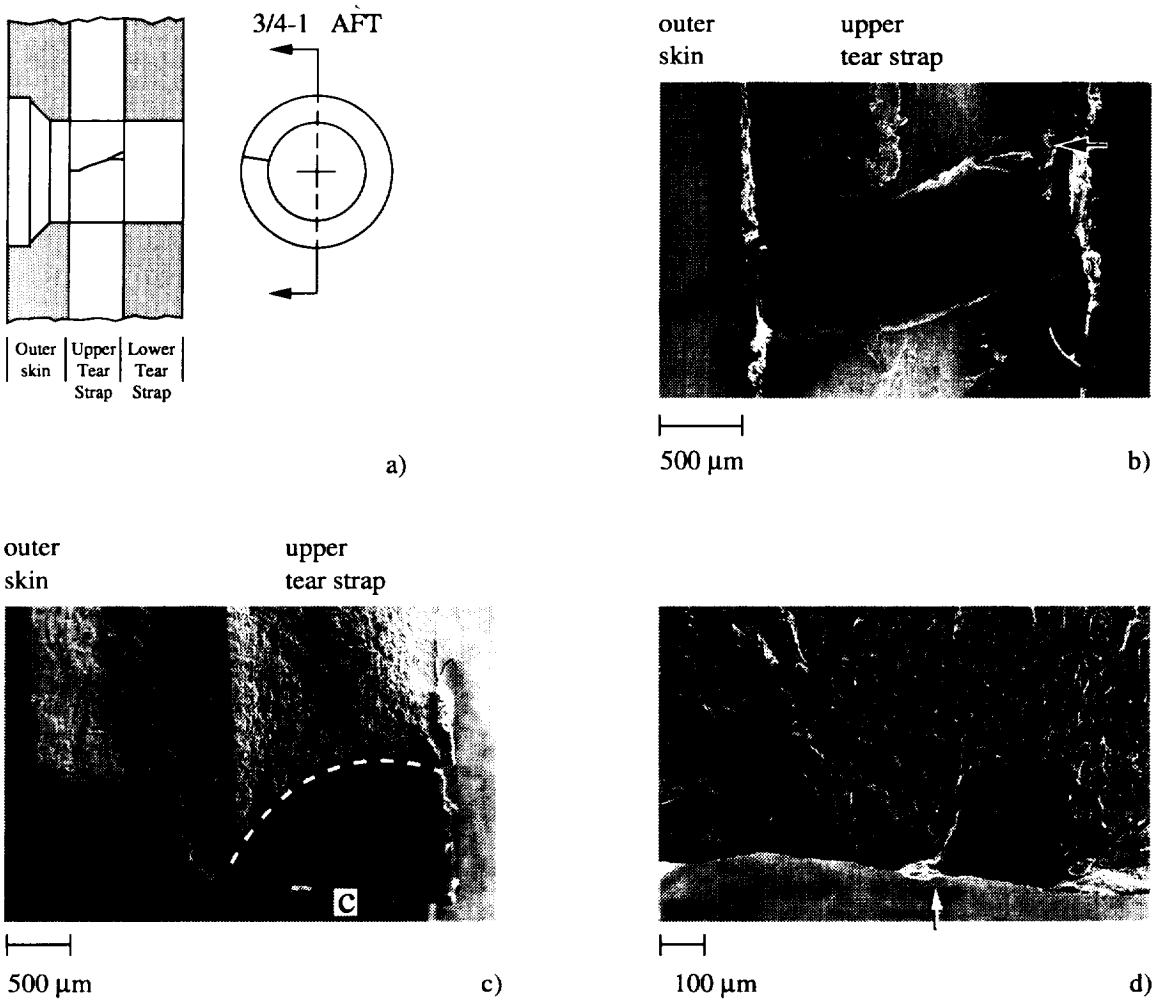 3/4-1 AFT
Outer skin
Upper Tear Strap
Lower Tear Strap
a)
outer skin
upper tear strap
500 μm
b)
outer skin
upper tear strap
C
500 μm
c)
100 μm
d)